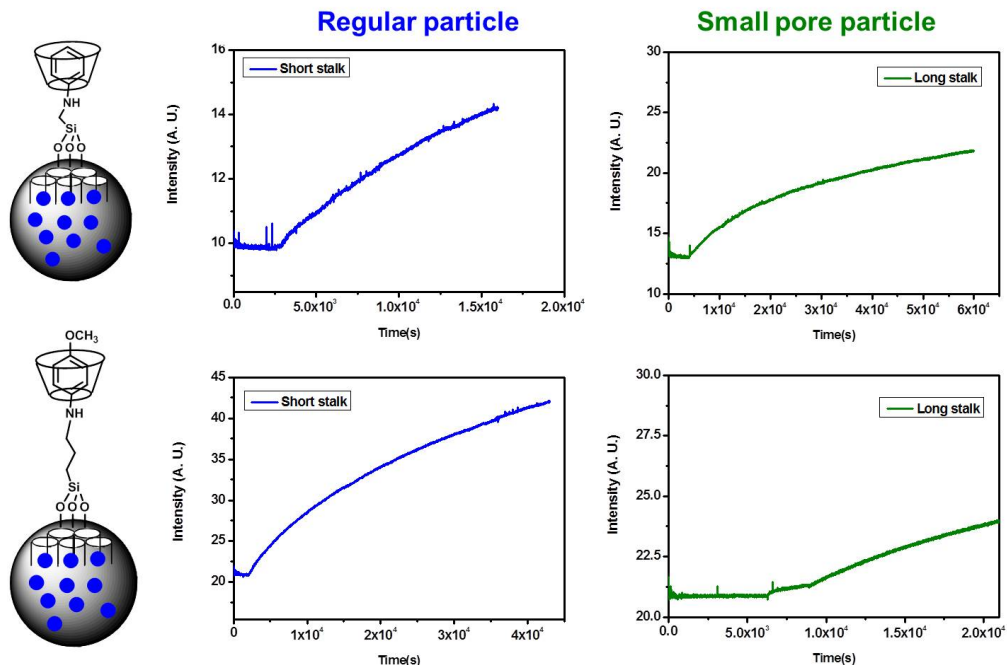 Regular particle
Small pore particle
NH
Si
O O O
16
14
12
10
Intensity (A. U.)
Short stalk
0.0
5.0x10³
1.0x10⁴
1.5x10⁴
2.0x10⁴
Time(s)
30
25
20
15
10
Intensity (A. U.)
Long stalk
1x10⁴
2x10⁴
3x10⁴
4x10⁴
5x10⁴
6x10⁴
Time(s)
OCH₃
NH
Si
O O O
45
40
35
30
25
20
Intensity (A. U.)
Short stalk
0
1x10⁴
2x10⁴
3x10⁴
4x10⁴
Time(s)
30.0
27.5
25.0
22.5
20.0
Intensity (A. U.)
Long stalk
0.0
5.0x10³
1.0x10⁴
1.5x10⁴
2.0x10⁴
Time(s)